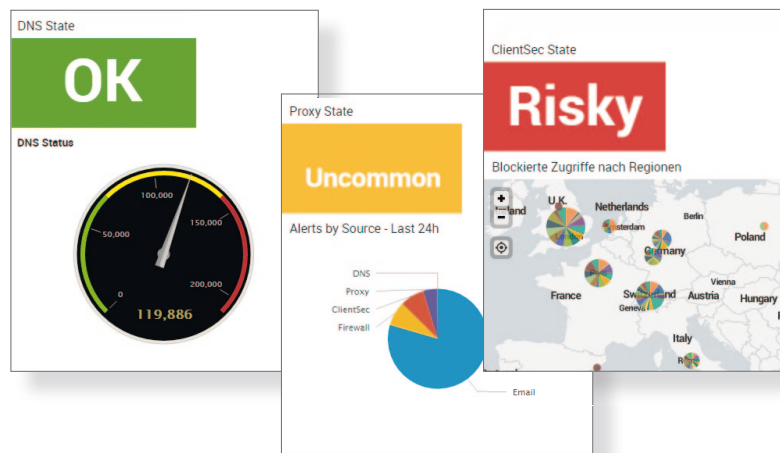 DNS State
OK
DNS Status
0
50,000
100,000
150,000
200,000
119,886
Proxy State
Uncommon
Alerts by Source - Last 24h
DNS
Proxy
ClientSec
Firewall
Email
ClientSec State
Risky
Blockierte Zugriffe nach Regionen
+
-
U.K.
Netherlands
Berlin
Poland
Germany
Vienna
France
Austria
Hungary
Geneva
Italy